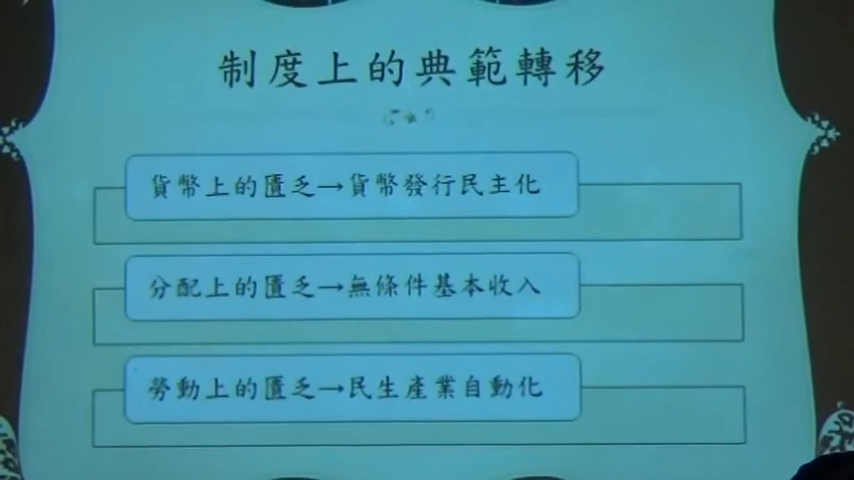 制度上的典範轉移
貨幣上的匱乏→貨幣發行民主化
分配上的匱乏→無條件基本收入
勞動上的匱乏→民生產業自動化